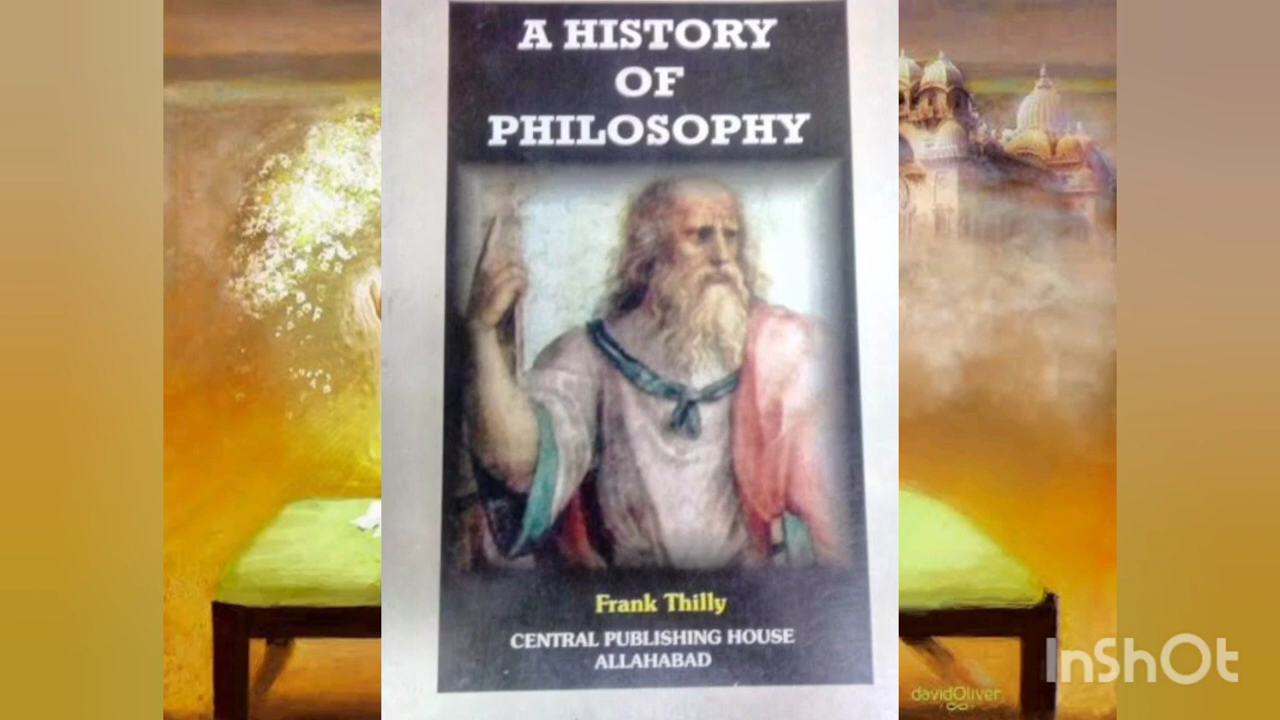 A HISTORY
OF
PHILOSOPHY
Frank Thilly
CENTRAL PUBLISHING HOUSE
ALLAHABAD
davidOliver
InShOt